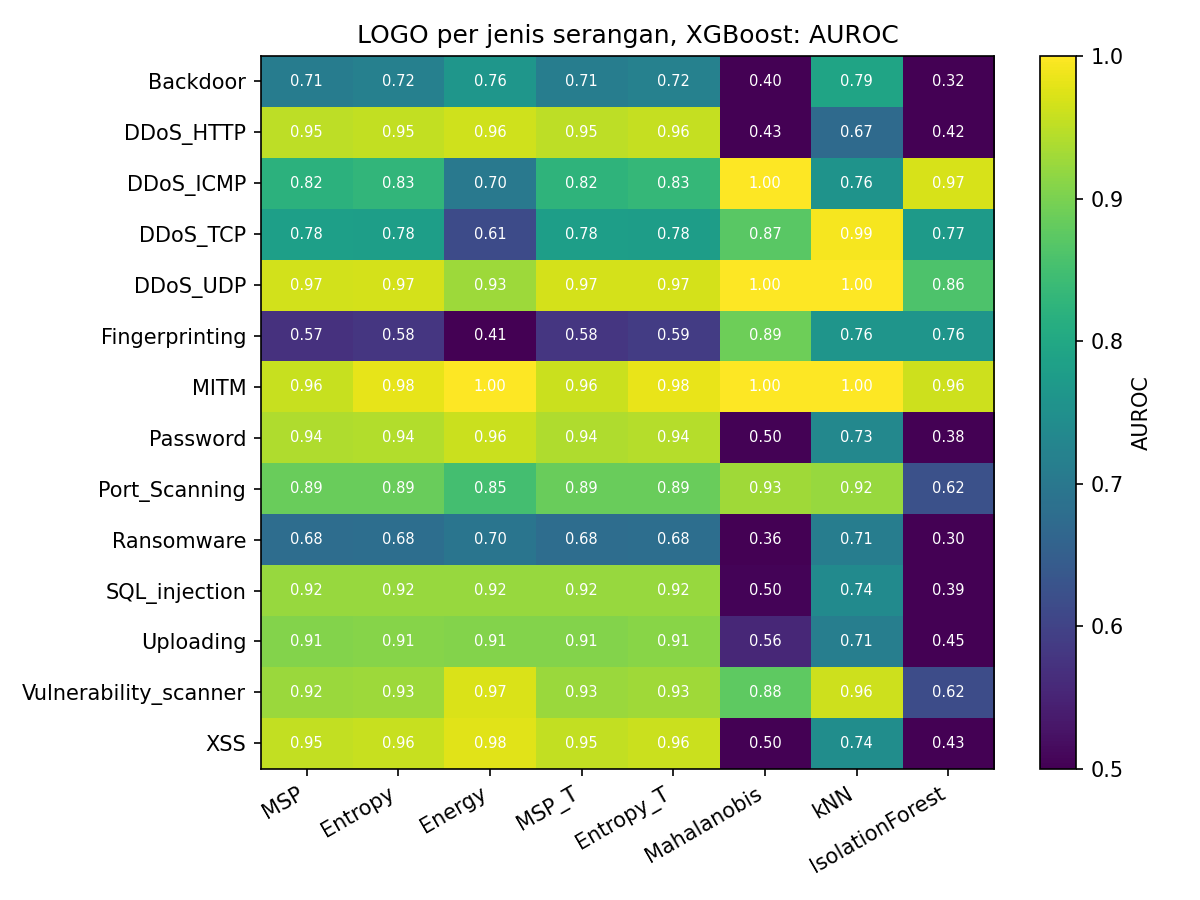 LOGO per jenis serangan, XGBoost: AUROC
Backdoor 0.71 0.72 0.76 0.71 0.72 0.40 0.79 0.32
DDoS_HTTP 0.95 0.95 0.96 0.95 0.96 0.43 0.67 0.42
DDoS_ICMP 0.82 0.83 0.70 0.82 0.83 1.00 0.76 0.97
DDoS_TCP 0.78 0.78 0.61 0.78 0.78 0.87 0.99 0.77
DDoS_UDP 0.97 0.97 0.93 0.97 0.97 1.00 1.00 0.86
Fingerprinting 0.57 0.58 0.41 0.58 0.59 0.89 0.76 0.76
MITM 0.96 0.98 1.00 0.96 0.98 1.00 1.00 0.96
Password 0.94 0.94 0.96 0.94 0.94 0.50 0.73 0.38
Port_Scanning 0.89 0.89 0.85 0.89 0.89 0.93 0.92 0.62
Ransomware 0.68 0.68 0.70 0.68 0.68 0.36 0.71 0.30
SQL_injection 0.92 0.92 0.92 0.92 0.92 0.50 0.74 0.39
Uploading 0.91 0.91 0.91 0.91 0.91 0.56 0.71 0.45
Vulnerability_scanner 0.92 0.93 0.97 0.93 0.93 0.88 0.96 0.62
XSS 0.95 0.96 0.98 0.95 0.96 0.50 0.74 0.43
MSP Entropy Energy MSP_T Entropy_T Mahalanobis kNN IsolationForest
1.0
0.9
0.8
0.7
0.6
0.5
AUROC